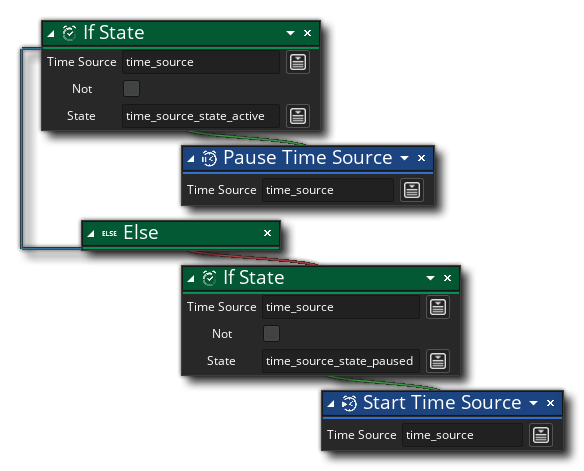 If State
Time Source time_source
Not
State time_source_state_active
Pause Time Source
Time Source time_source
ELSE Else
If State
Time Source time_source
Not
State time_source_state_paused
Start Time Source
Time Source time_source